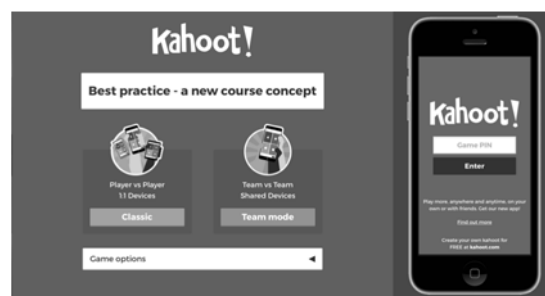 Kahoot!
Best practice - a new course concept
Player vs Player
1:1 Devices
Classic
Team vs Team
Shared Devices
Team mode
Game options
Kahoot!
Game PIN
Enter
Play more, anywhere and anytime, on your
own or with friends. Get our new app!
Find out more
Create your own kahoot for
FREE at kahoot.com